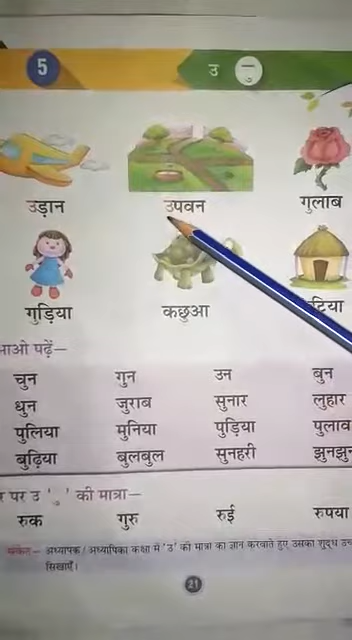 5
उ ु
उड़ान उपवन गुलाब
गुड़िया कछुआ
पढ़ें—
चुन गुन उन बुन
धुन जुराब सुनार लुहार
पुलिया मुनिया पुड़िया पुलाव
बुढ़िया बुलबुल सुनहरी
पर उ ' ु ' की मात्रा—
रुक गुरु रुई रुपया
संकेत— अध्यापक / अध्यापिका कक्षा में 'उ' की मात्रा का ज्ञान करवाते हुए उसका शुद्ध
सिखाएँ।
21